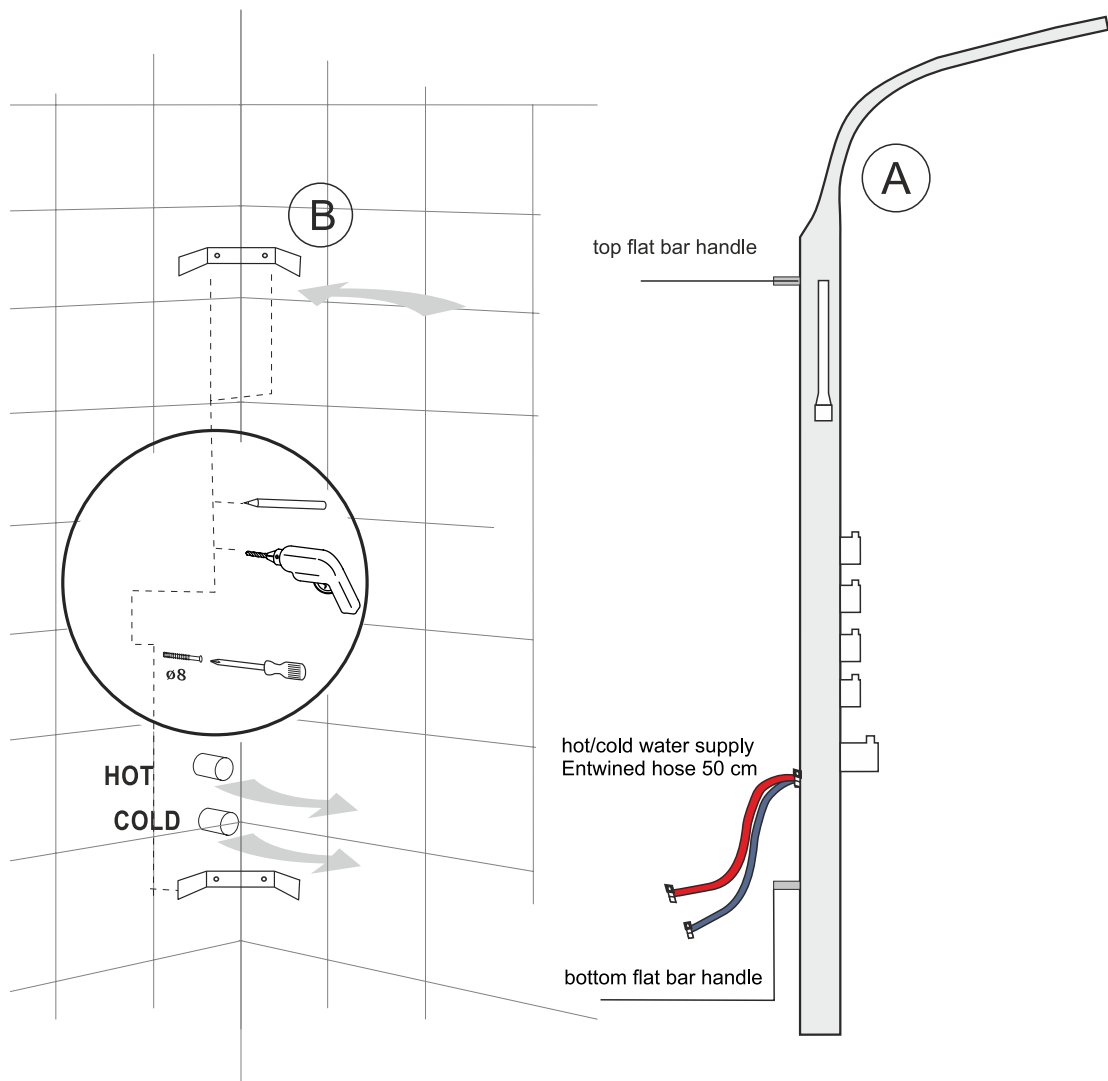 B
A
top flat bar handle
ø8
HOT
COLD
hot/cold water supply
Entwined hose 50 cm
bottom flat bar handle